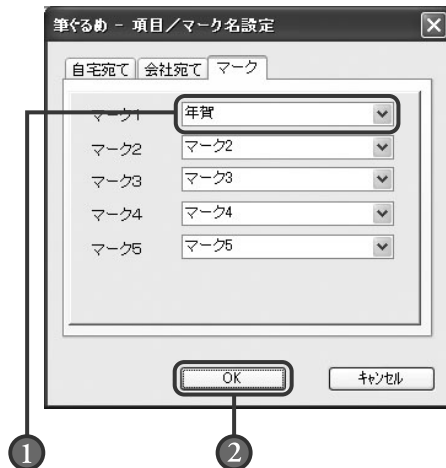 筆ぐるめ - 項目／マーク名設定
自宅宛て 会社宛て マーク
マーク1 年賀
マーク2 マーク2
マーク3 マーク3
マーク4 マーク4
マーク5 マーク5
OK キャンセル
1 2